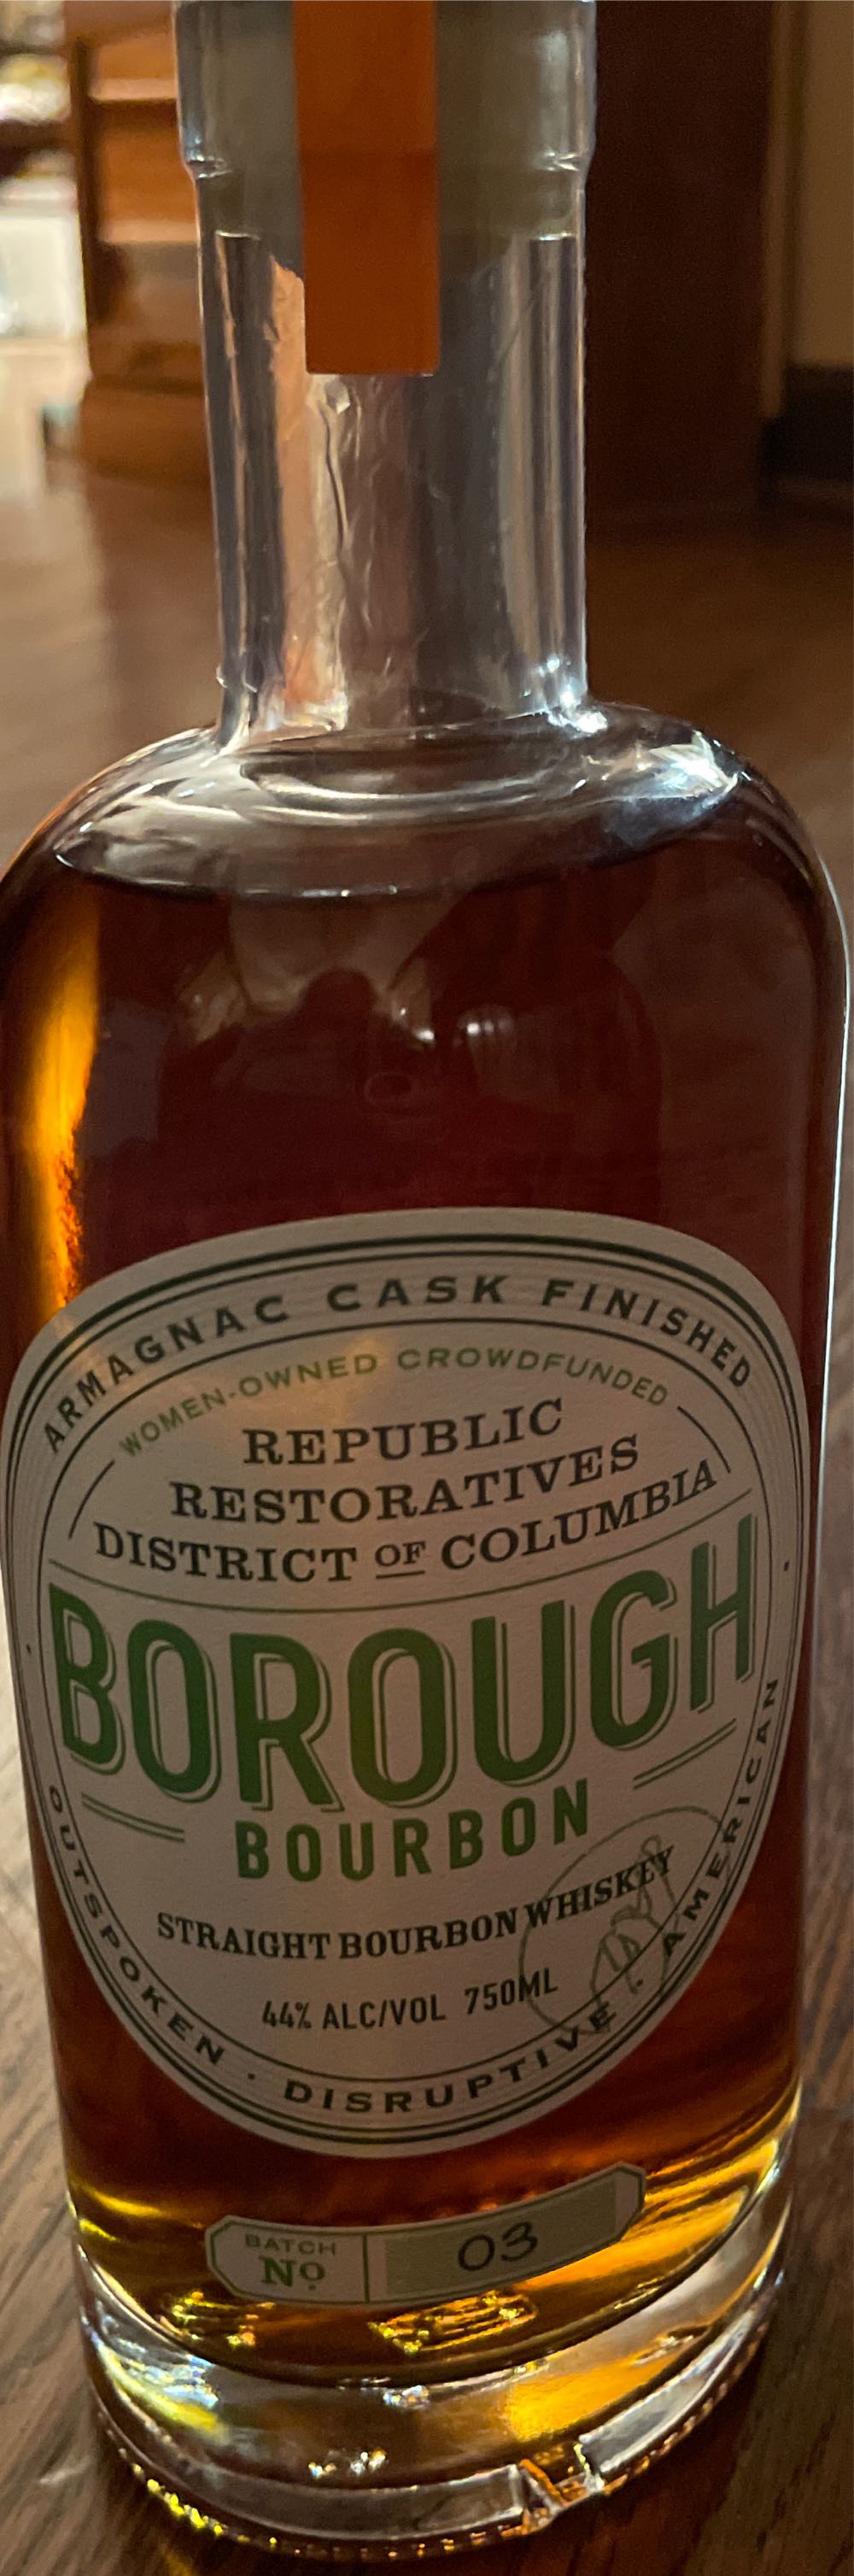 ARMAGNAC CASK FINISHED
WOMEN-OWNED CROWDFUNDED
REPUBLIC
RESTORATIVES
DISTRICT OF COLUMBIA
BOROUGH
BOURBON
STRAIGHT BOURBON WHISKEY
44% ALC/VOL 750ML
OUTSPOKEN · DISRUPTIVE · AMERICAN
BATCH
Nº
03